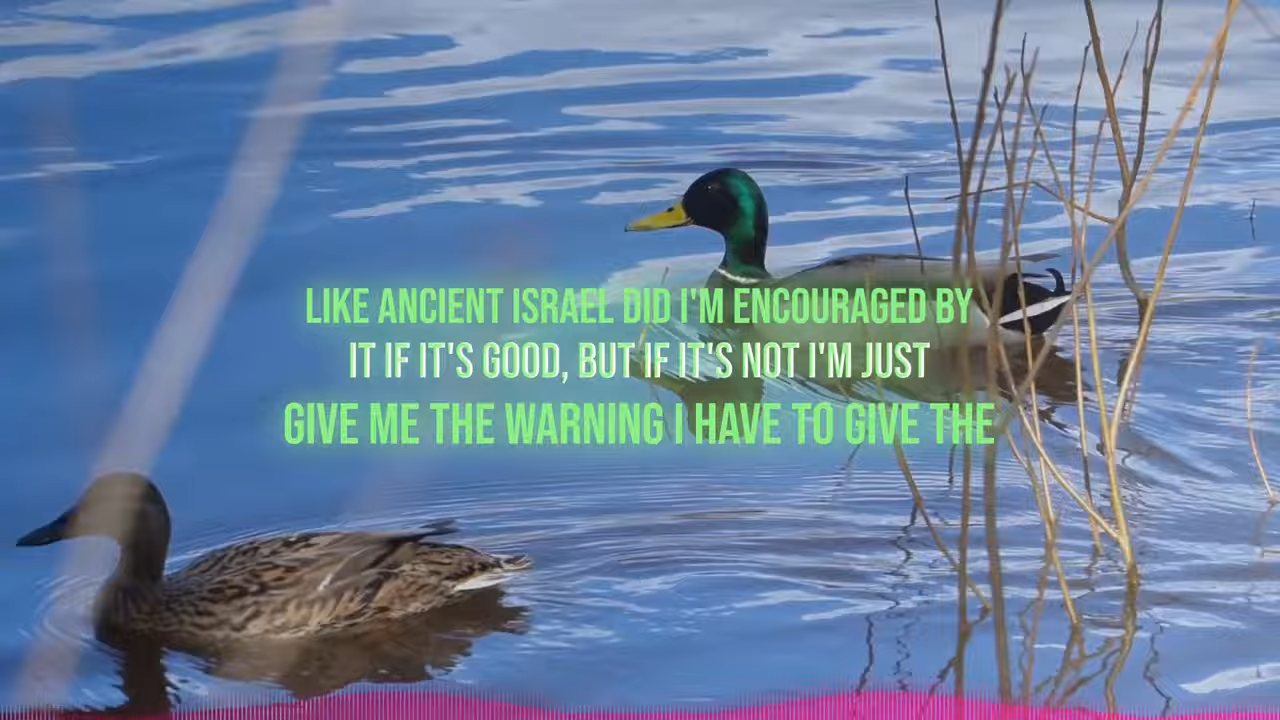 LIKE ANCIENT ISRAEL DID I'M ENCOURAGED BY
IT IF IT'S GOOD, BUT IF IT'S NOT I'M JUST
GIVE ME THE WARNING I HAVE TO GIVE THE